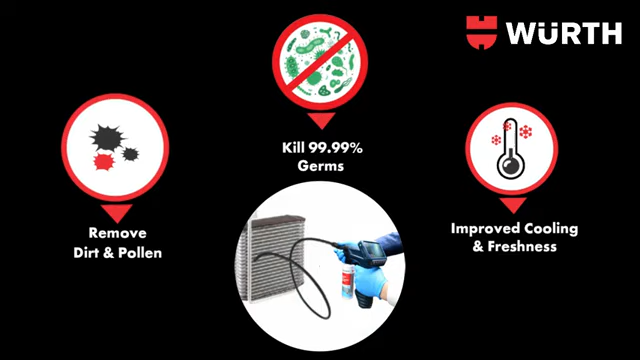 WÜRTH
Kill 99.99%
Germs
Remove
Dirt & Pollen
Improved Cooling
& Freshness